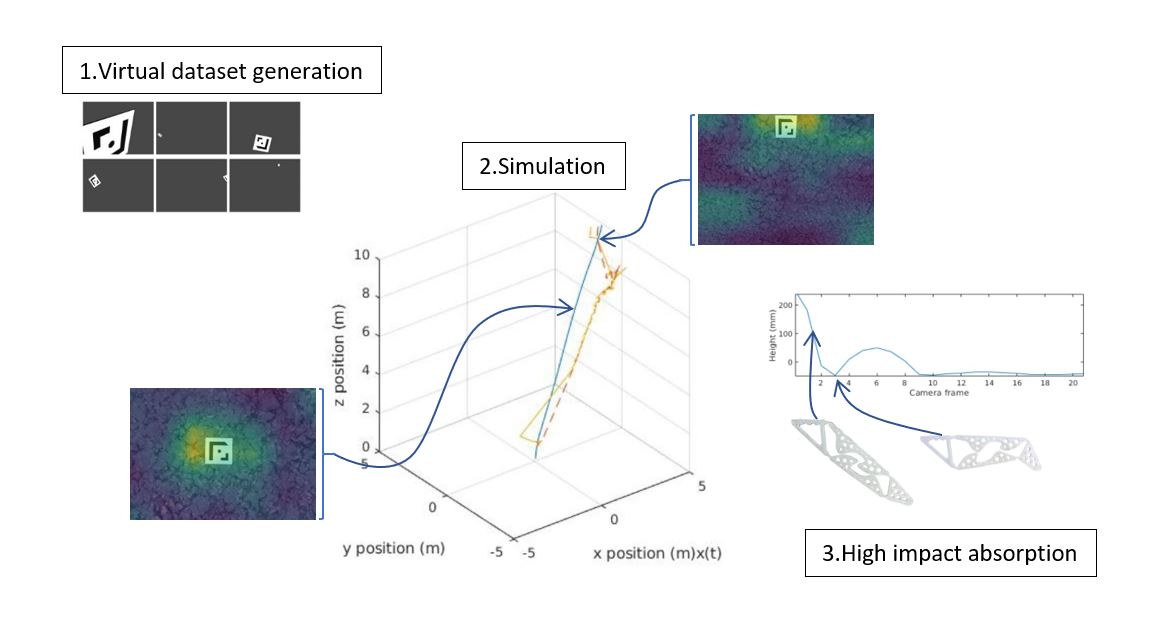 1.Virtual dataset generation
2.Simulation
10
8
6
4
2
0
z position (m)
5
0
-5
y position (m)
-5
0
5
x position (m)x(t)
200
100
0
Height (mm)
2 4 6 8 10 12 14 16 18 20
Camera frame
3.High impact absorption